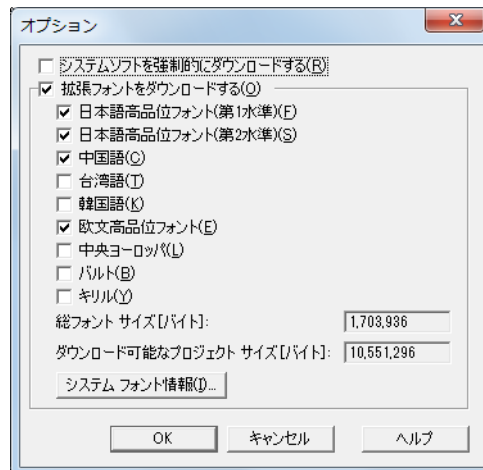 オプション
システムソフトを強制的にダウンロードする(R)
拡張フォントをダウンロードする(O)
日本語高品位フォント(第1水準)(F)
日本語高品位フォント(第2水準)(S)
中国語(C)
台湾語(T)
韓国語(K)
欧文高品位フォント(E)
中央ヨーロッパ(L)
バルト(B)
キリル(Y)
総フォント サイズ[バイト]: 1,703,936
ダウンロード可能なプロジェクト サイズ[バイト]: 10,551,296
システム フォント情報(I)...
OK キャンセル ヘルプ